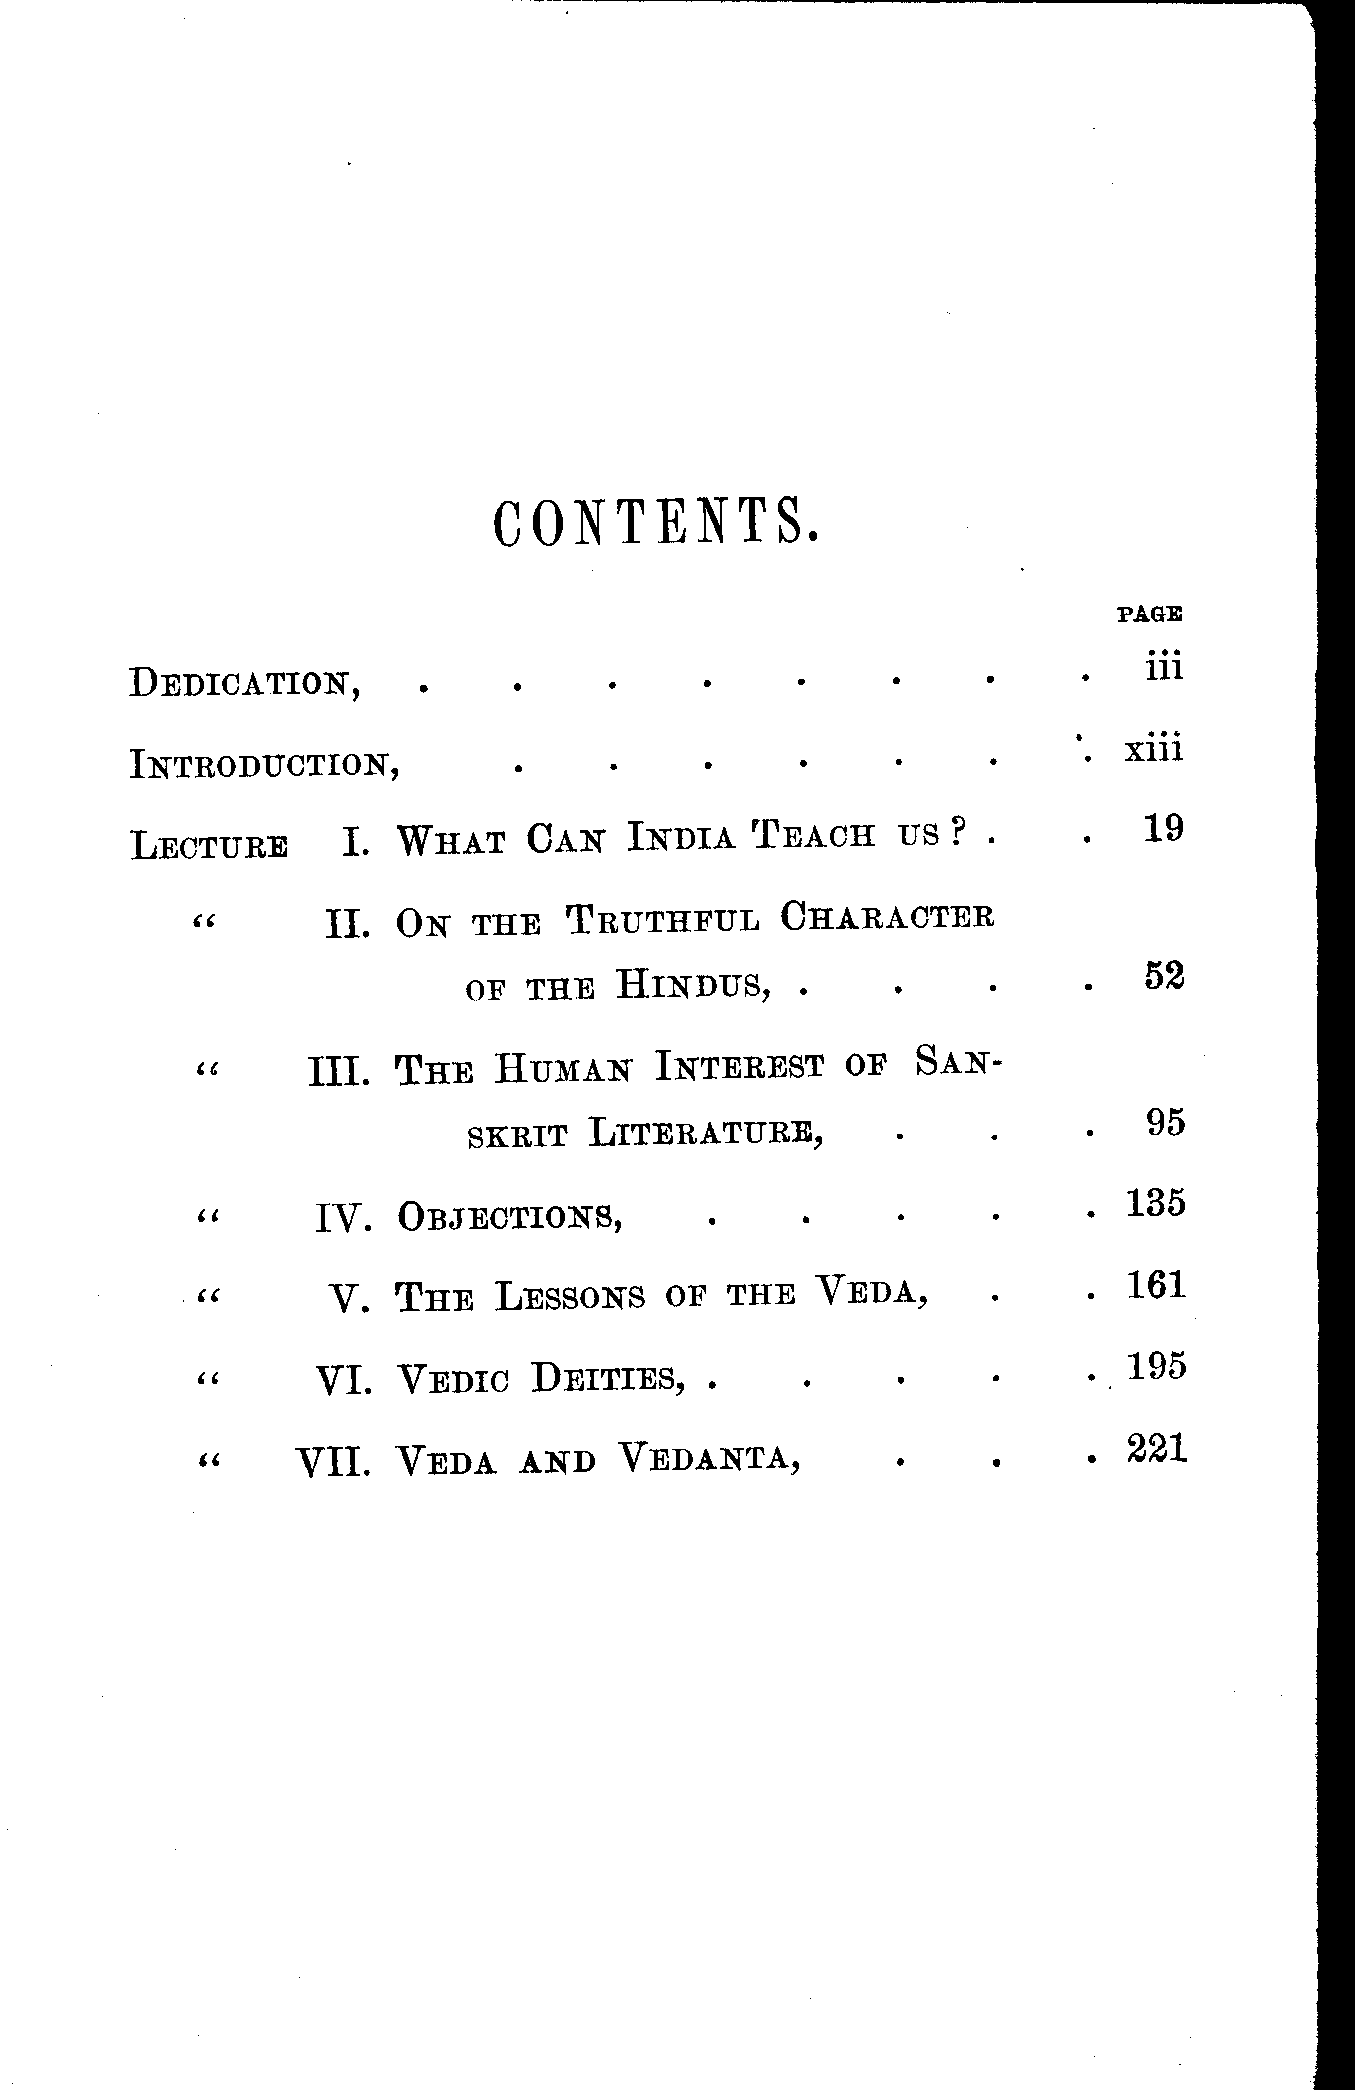 CONTENTS.
PAGE
DEDICATION, . . . . . . . . iii
INTRODUCTION, . . . . . . . xiii
LECTURE I. WHAT CAN INDIA TEACH US? . . 19
“ II. ON THE TRUTHFUL CHARACTER
OF THE HINDUS, . . . . 52
“ III. THE HUMAN INTEREST OF SAN-
SKRIT LITERATURE, . . . 95
“ IV. OBJECTIONS, . . . . . 135
“ V. THE LESSONS OF THE VEDA, . . 161
“ VI. VEDIC DEITIES, . . . . . 195
“ VII. VEDA AND VEDANTA, . . . 221